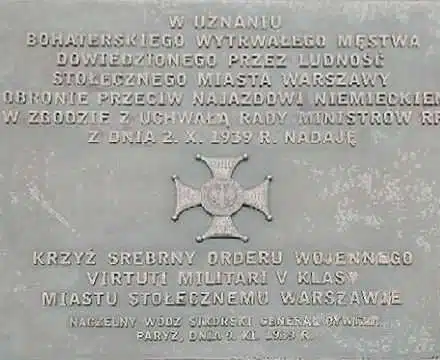 W UZNANIU
BOHATERSKIEGO WYTRWAŁEGO MĘSTWA
DOWIEDZIONEGO PRZEZ LUDNOŚĆ
STOŁECZNEGO MIASTA WARSZAWY
OBRONIE PRZECIW NAJAZDOWI NIEMIECKIEM
W ZGODZIE Z UCHWAŁĄ RADY MINISTRÓW RP
Z DNIA 2. X. 1939 R. NADAJĘ
KRZYŻ SREBRNY ORDERU WOJENNEGO
VIRTUTI MILITARI V KLASY
MIASTU STOŁECZNEMU WARSZAWIE
NACZELNY WÓDZ SIKORSKI GENERAŁ DYWIZJI
PARYŻ, DNIA 9. XI. 1939 R.